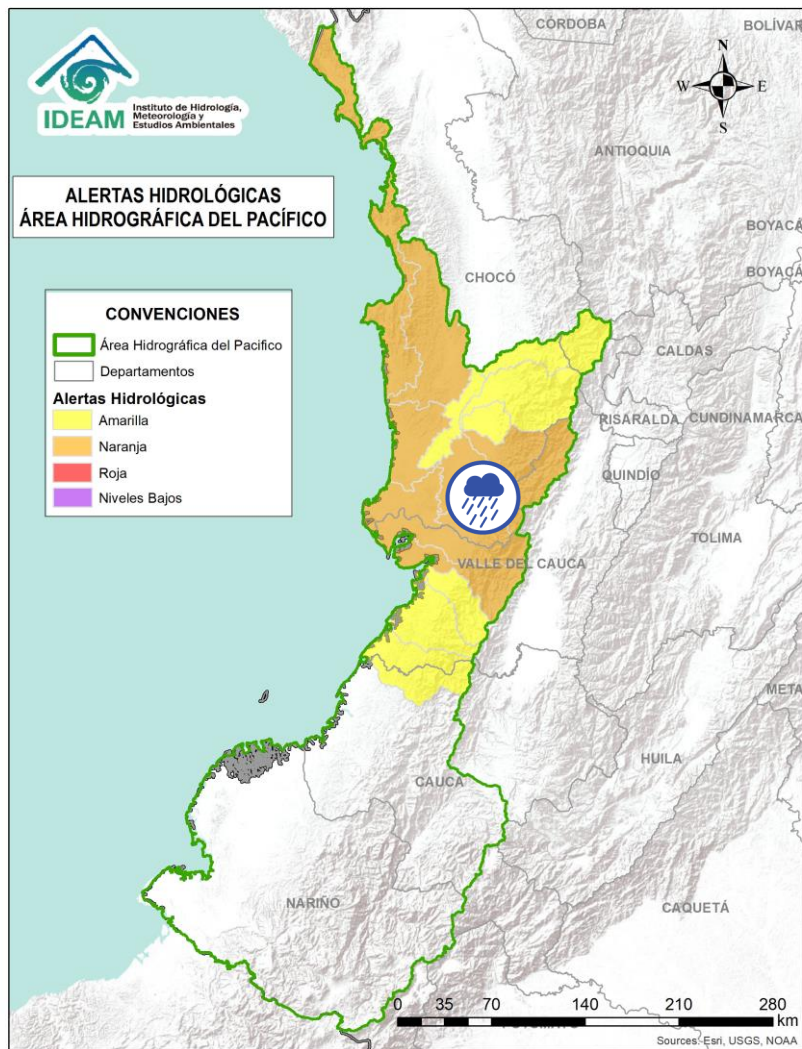 IDEAM
Instituto de Hidrología,
Meteorología y
Estudios Ambientales
ALERTAS HIDROLÓGICAS
ÁREA HIDROGRÁFICA DEL PACÍFICO
CONVENCIONES
Área Hidrográfica del Pacifico
Departamentos
Alertas Hidrológicas
Amarilla
Naranja
Roja
Niveles Bajos
N
W
E
S
CÓRDOBA
BOLÍVAR
ANTIOQUIA
BOYACÁ
BOYACÁ
CHOCÓ
CALDAS
RISARALDA
CUNDINAMARCA
QUINDÍO
TOLIMA
VALLE DEL CAUCA
META
HUILA
CAUCA
NARIÑO
CAQUETÁ
0 35 70 140 210 280
km
Sources: Esri, USGS, NOAA